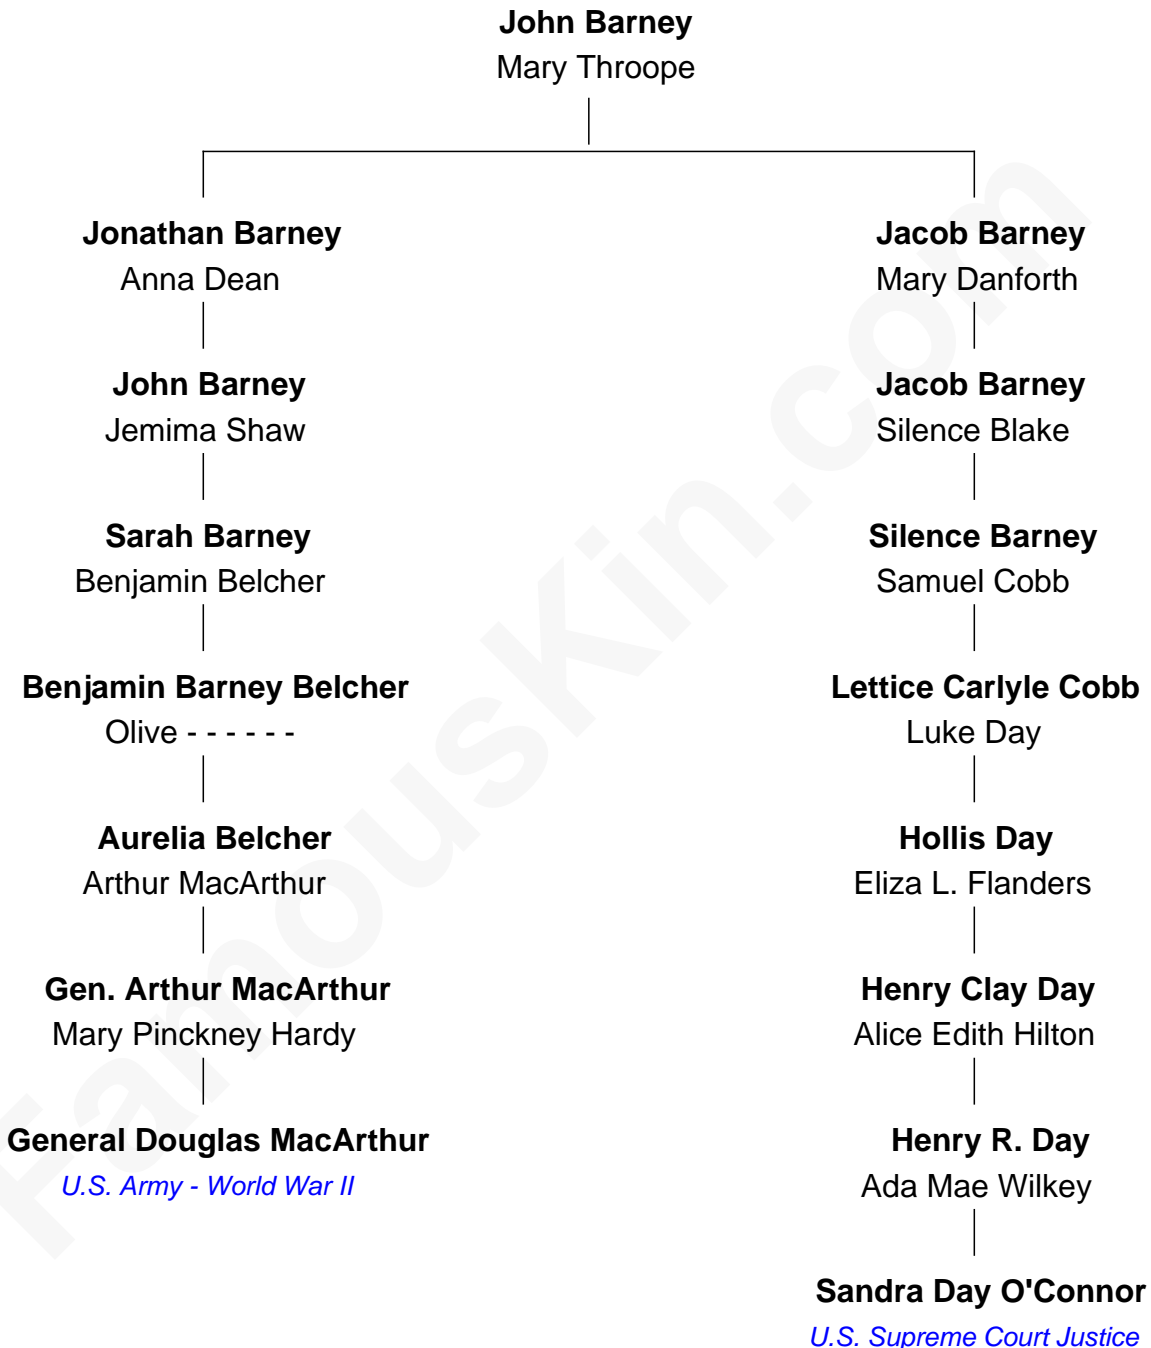 John Barney
Mary Throope
Jonathan Barney
Anna Dean
Jacob Barney
Mary Danforth
John Barney
Jemima Shaw
Jacob Barney
Silence Blake
Sarah Barney
Benjamin Belcher
Silence Barney
Samuel Cobb
Benjamin Barney Belcher
Olive - - - - - -
Lettice Carlyle Cobb
Luke Day
Aurelia Belcher
Arthur MacArthur
Hollis Day
Eliza L. Flanders
Gen. Arthur MacArthur
Mary Pinckney Hardy
Henry Clay Day
Alice Edith Hilton
General Douglas MacArthur
U.S. Army - World War II
Henry R. Day
Ada Mae Wilkey
Sandra Day O'Connor
U.S. Supreme Court Justice
FamousKin.com